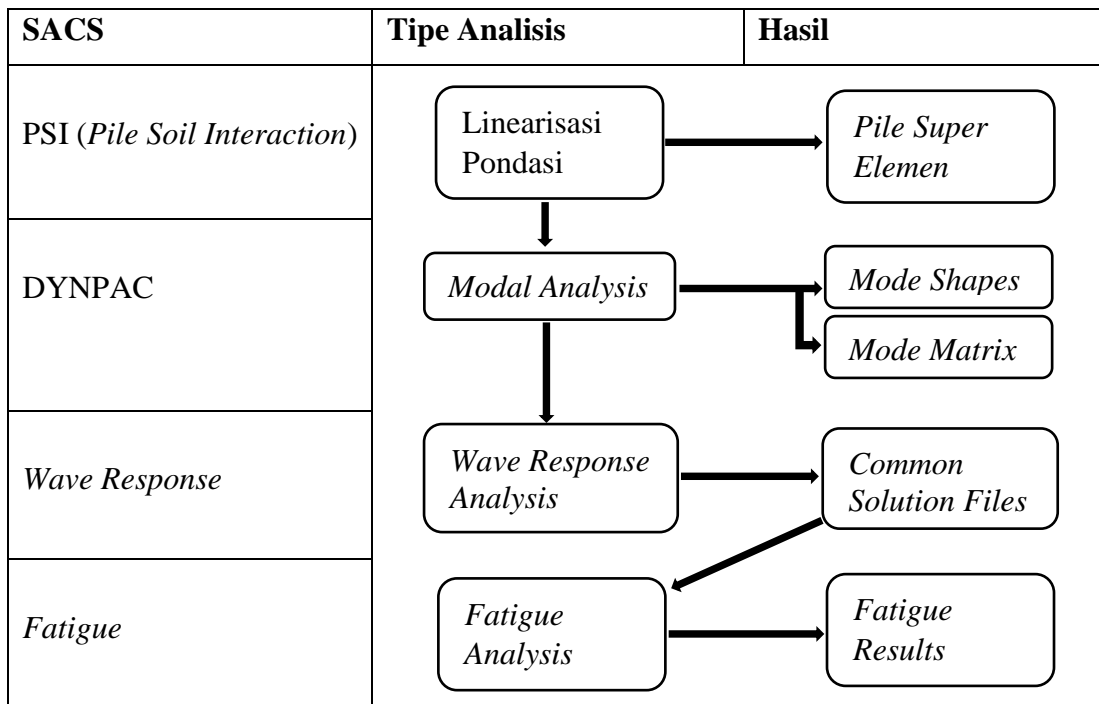 SACS
Tipe Analisis
Hasil
PSI (Pile Soil Interaction)
Linearisasi
Pondasi
Pile Super
Elemen
DYNPAC
Modal Analysis
Mode Shapes
Mode Matrix
Wave Response
Wave Response
Analysis
Common
Solution Files
Fatigue
Fatigue
Analysis
Fatigue
Results